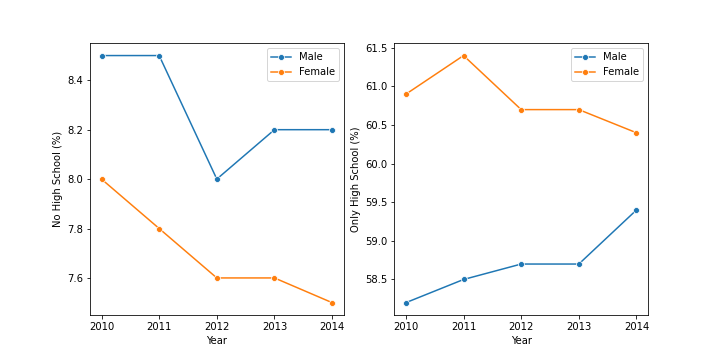 Male
Female
8.4
8.2
8.0
7.8
7.6
No High School (%)
2010 2011 2012 2013 2014
Year
Male
Female
61.5
61.0
60.5
60.0
59.5
59.0
58.5
Only High School (%)
2010 2011 2012 2013 2014
Year